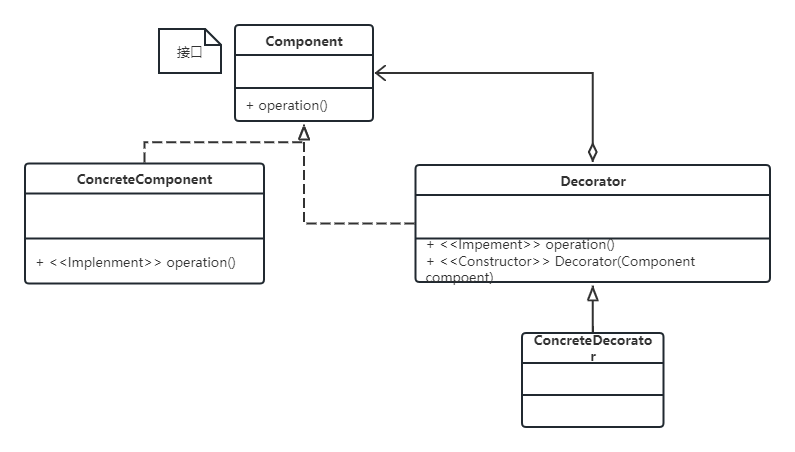 接口
Component
+ operation()
ConcreteComponent
+ <<Implenment>> operation()
Decorator
+ <<Impement>> operation()
+ <<Constructor>> Decorator(Component
compoent)
ConcreteDecorato
r